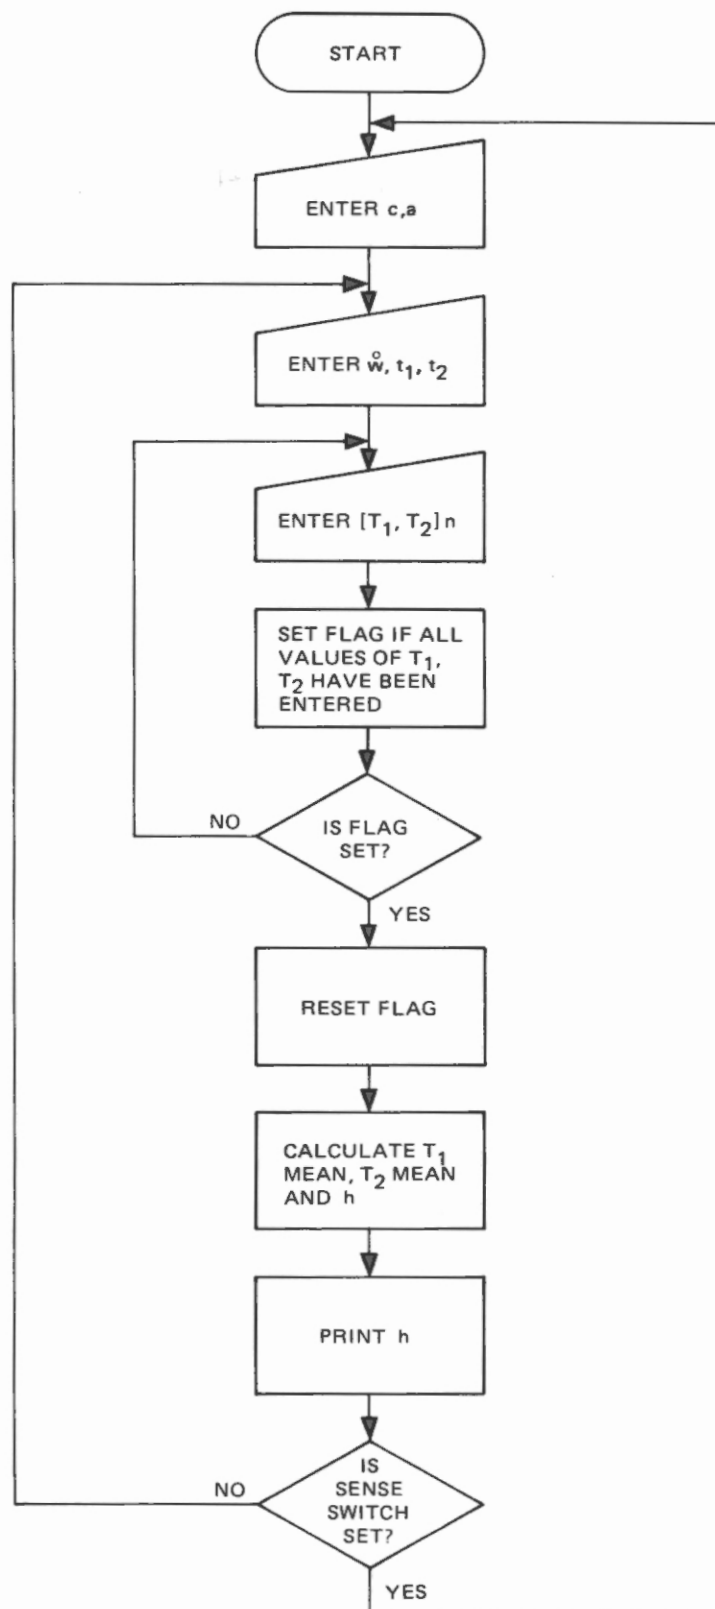 START
ENTER c,a
ENTER ẘ, t₁, t₂
ENTER [T₁, T₂] n
SET FLAG IF ALL
VALUES OF T₁,
T₂ HAVE BEEN
ENTERED
NO
IS FLAG
SET?
YES
RESET FLAG
CALCULATE T₁
MEAN, T₂ MEAN
AND h
PRINT h
NO
IS
SENSE
SWITCH
SET?
YES